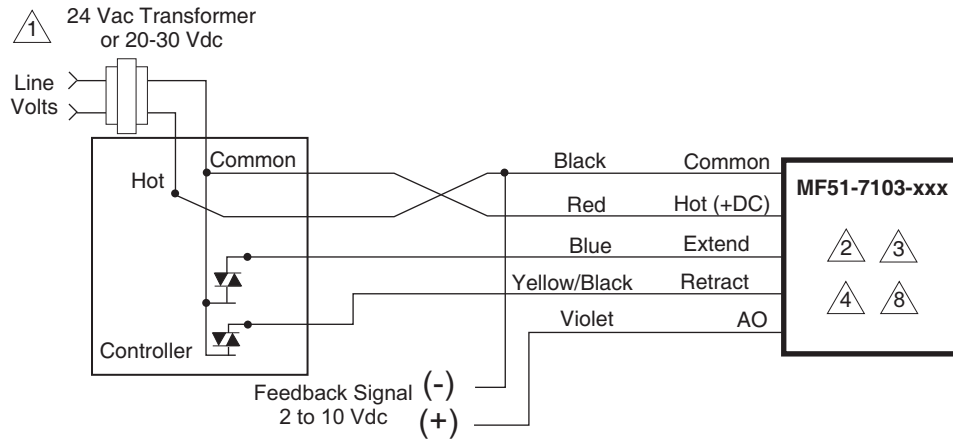 1
24 Vac Transformer
or 20-30 Vdc
Line
Volts
Common
Hot
Black
Common
Red
Hot (+DC)
Blue
Extend
Yellow/Black
Retract
Violet
AO
MF51-7103-xxx
2 3
4 8
Controller
Feedback Signal (-)
2 to 10 Vdc (+)